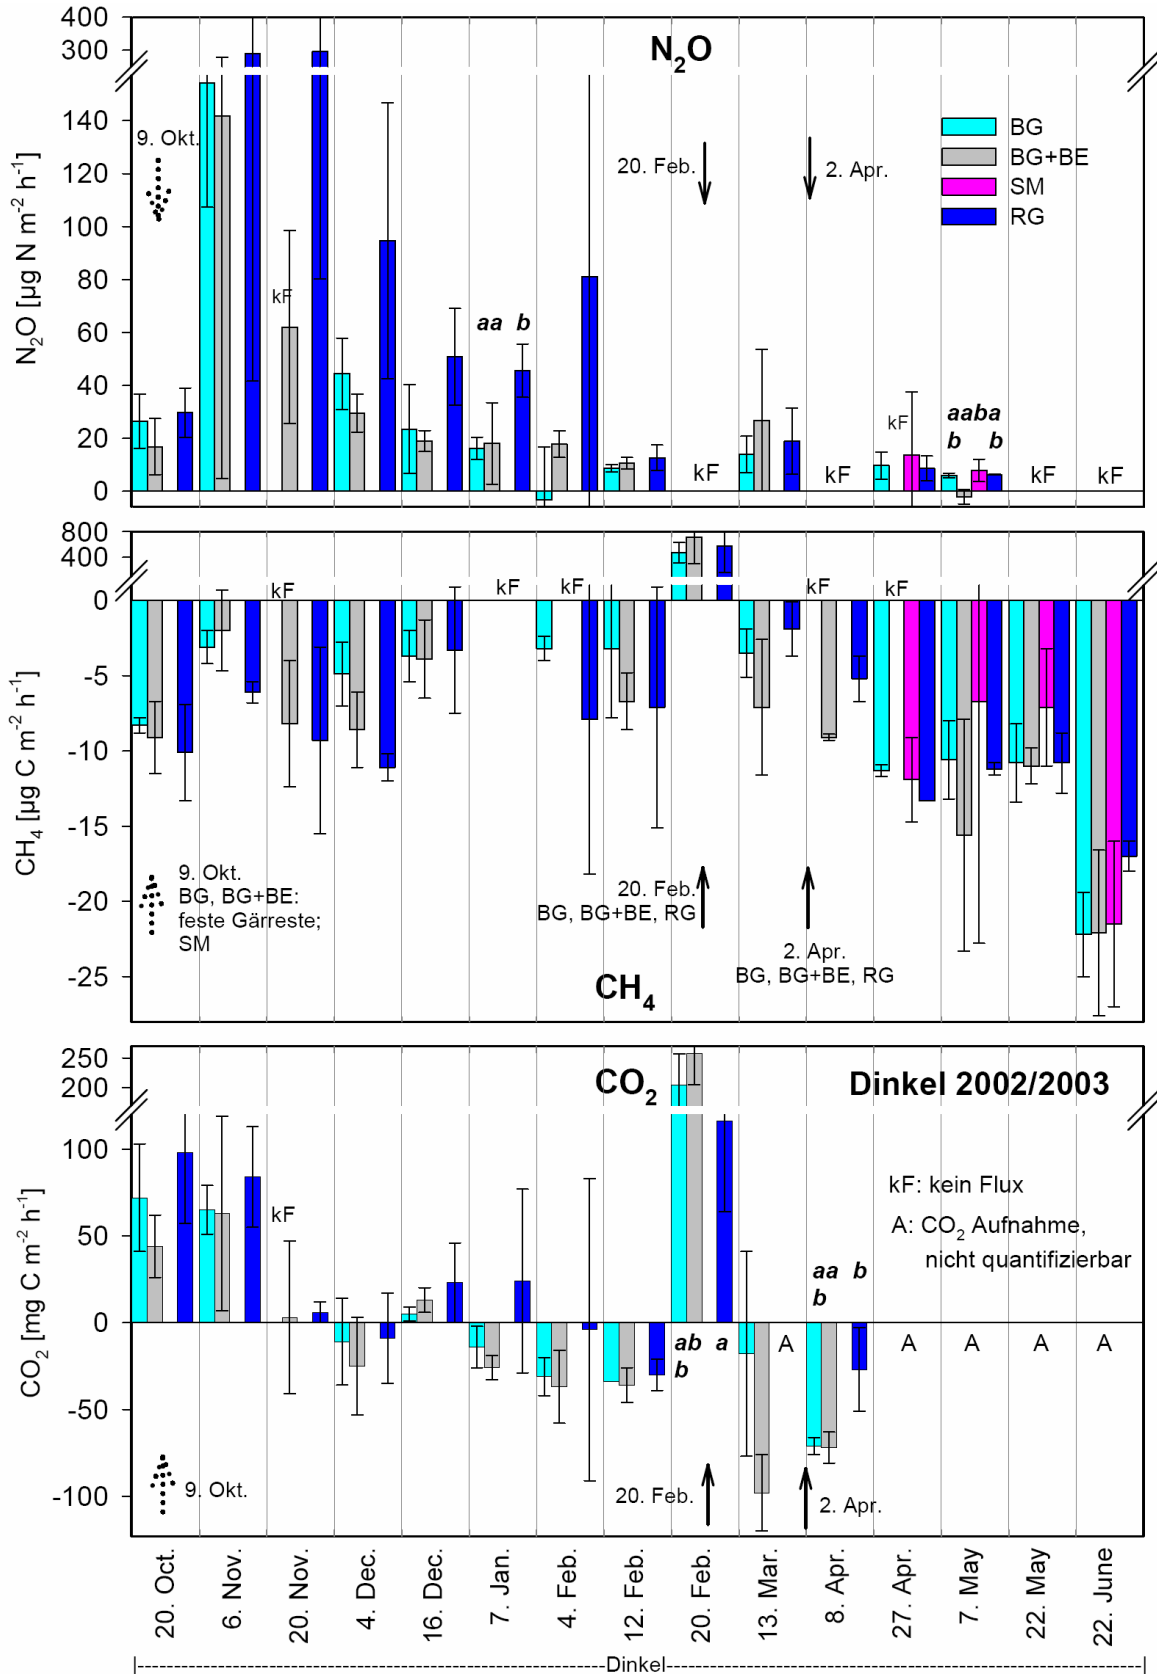 N₂O
400
300
140
120
100
80
60
40
20
0
N₂O [µg N m⁻² h⁻¹]
9. Okt.
20. Feb.
2. Apr.
BG
BG+BE
SM
RG
kF
aa b
kF
kF
kF
aaba
b b
kF
kF
800
400
0
-5
-10
-15
-20
-25
CH₄ [µg C m⁻² h⁻¹]
kF
kF
kF
kF
kF
9. Okt.
BG, BG+BE:
feste Gärreste;
SM
20. Feb.
BG, BG+BE, RG
2. Apr.
BG, BG+BE, RG
CH₄
CO₂
Dinkel 2002/2003
250
200
100
50
0
-50
-100
CO₂ [mg C m⁻² h⁻¹]
kF
kF: kein Flux
A: CO₂ Aufnahme,
nicht quantifizierbar
aa b
b
ab a
b
A
A
A
A
A
9. Okt.
20. Feb.
2. Apr.
20. Oct.
6. Nov.
20. Nov.
4. Dec.
16. Dec.
7. Jan.
4. Feb.
12. Feb.
20. Feb.
13. Mar.
8. Apr.
27. Apr.
7. May
22. May
22. June
Dinkel